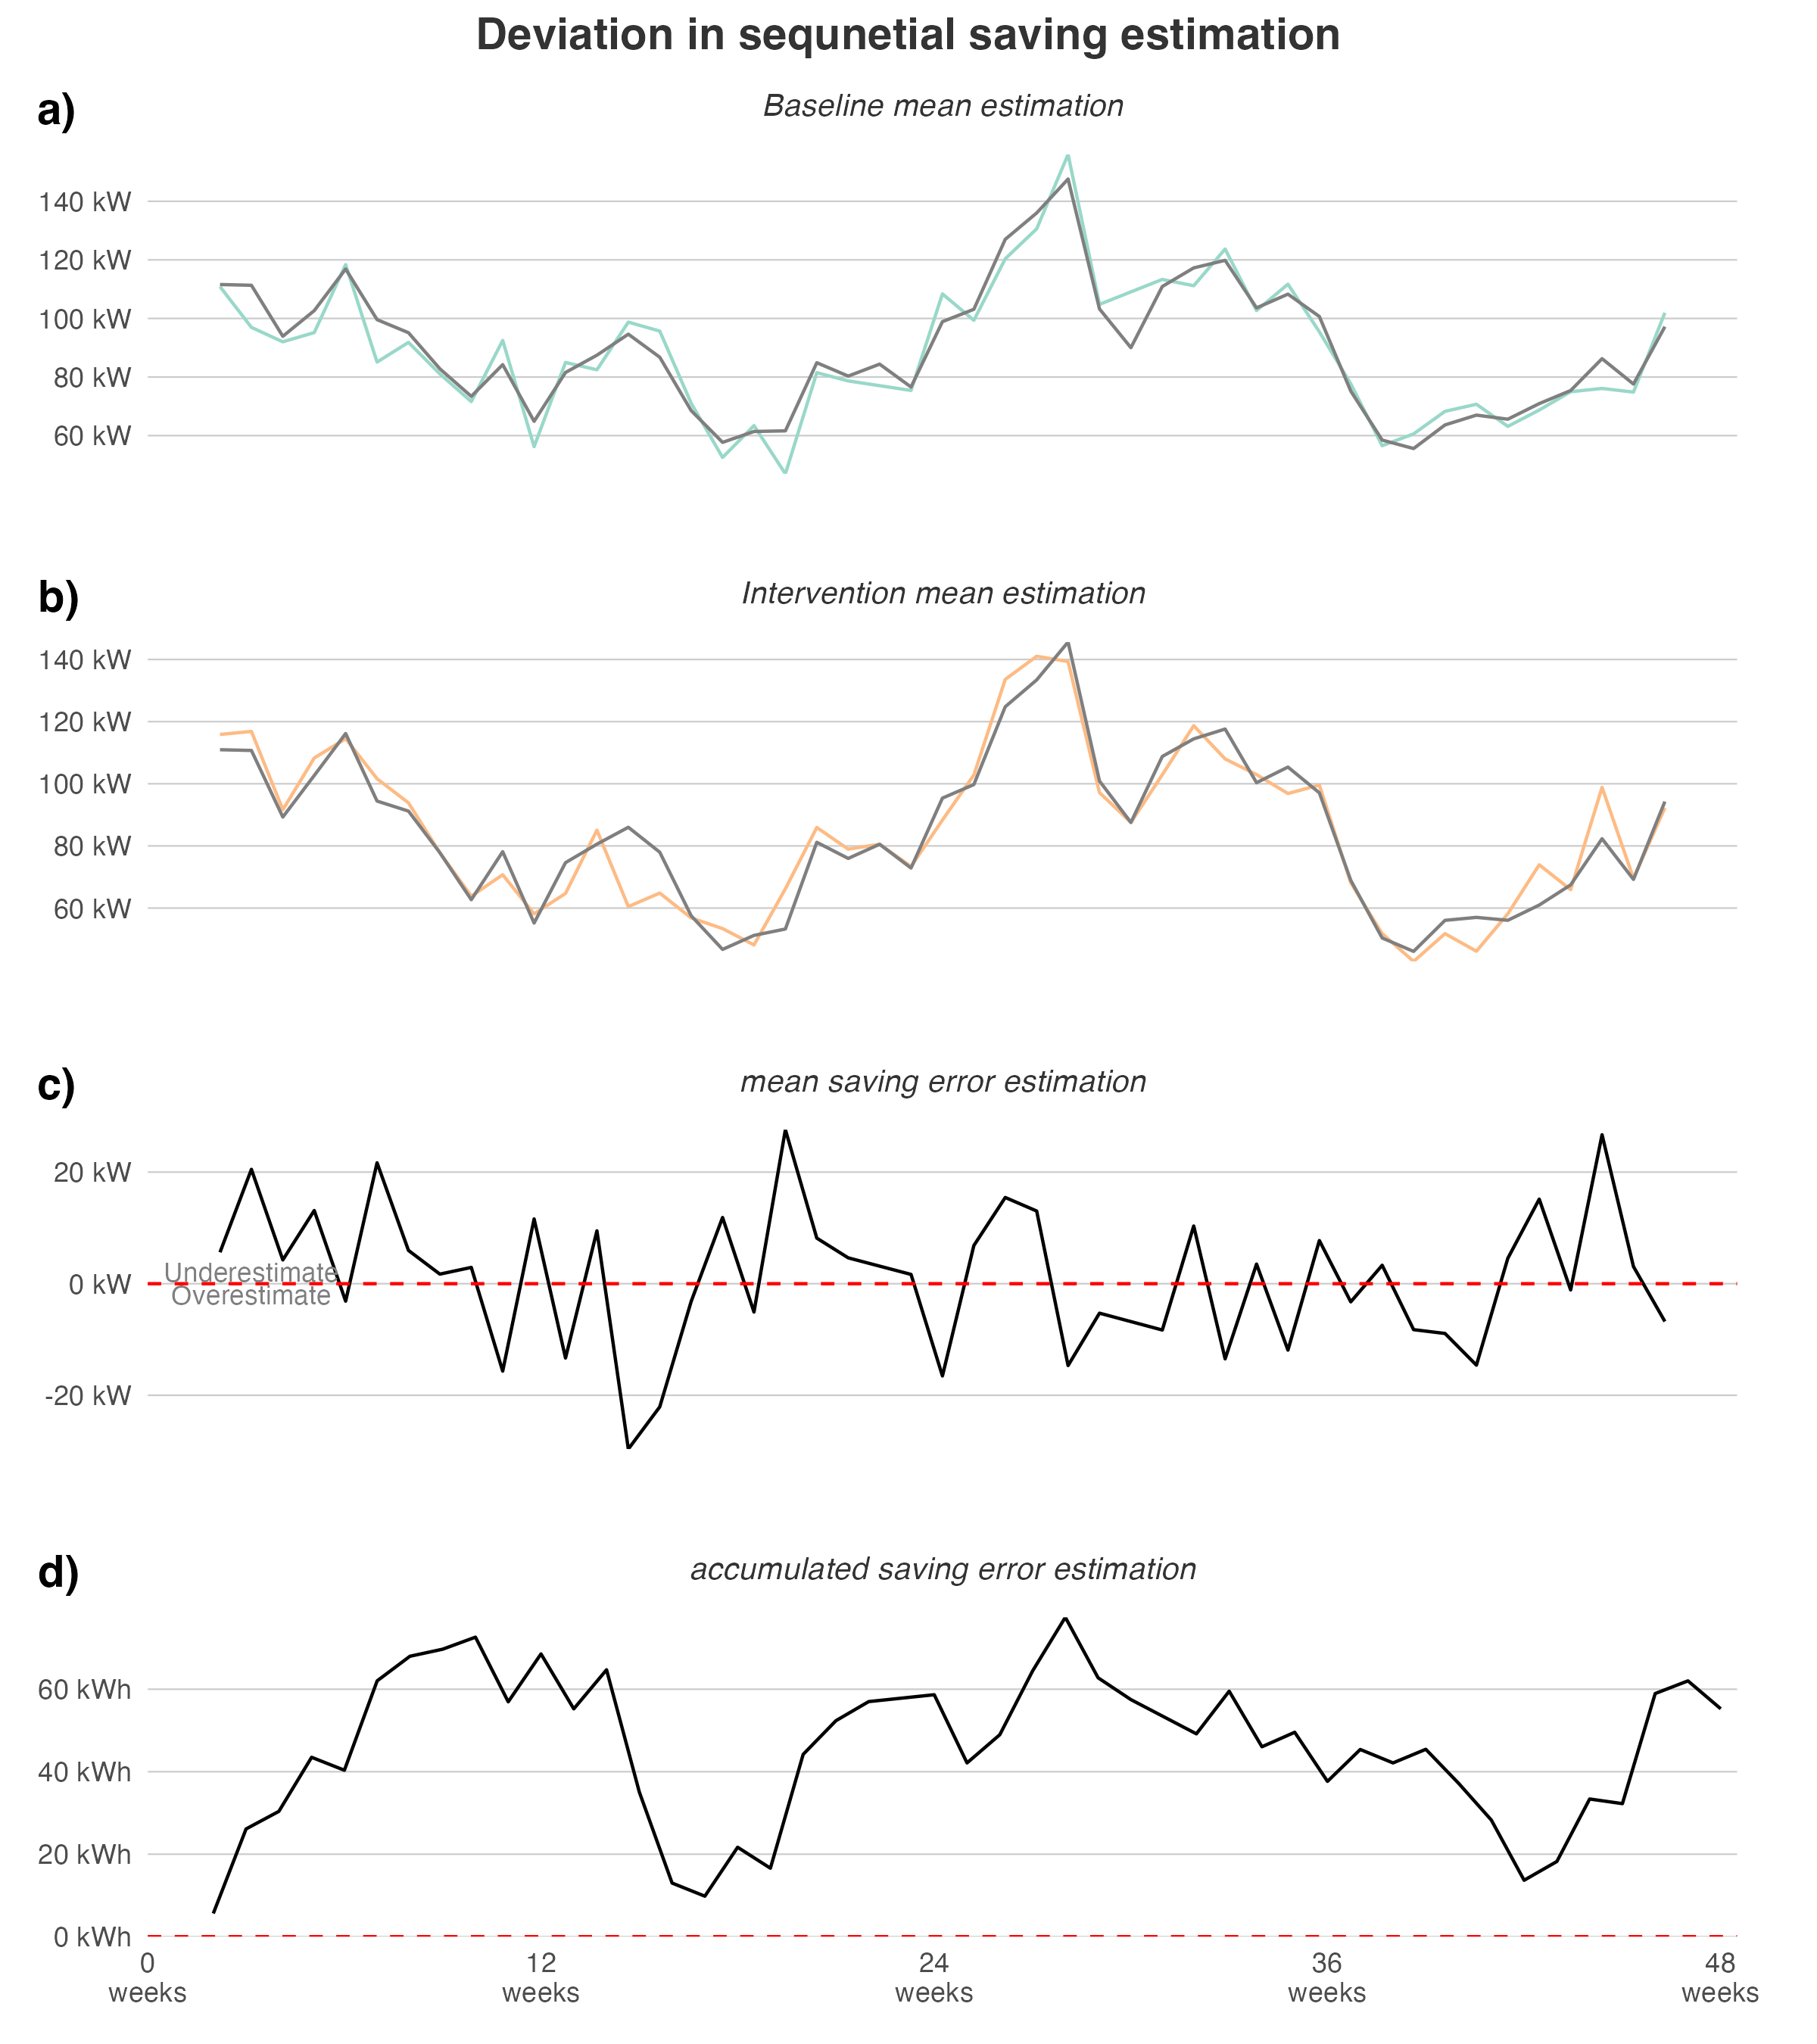 Deviation in sequnetial saving estimation
a)
Baseline mean estimation
140 kW
120 kW
100 kW
80 kW
60 kW
b)
Intervention mean estimation
140 kW
120 kW
100 kW
80 kW
60 kW
c)
mean saving error estimation
20 kW
Underestimate
0 kW
Overestimate
-20 kW
d)
accumulated saving error estimation
60 kWh
40 kWh
20 kWh
0 kWh
0 12 24 36 48
weeks weeks weeks weeks weeks